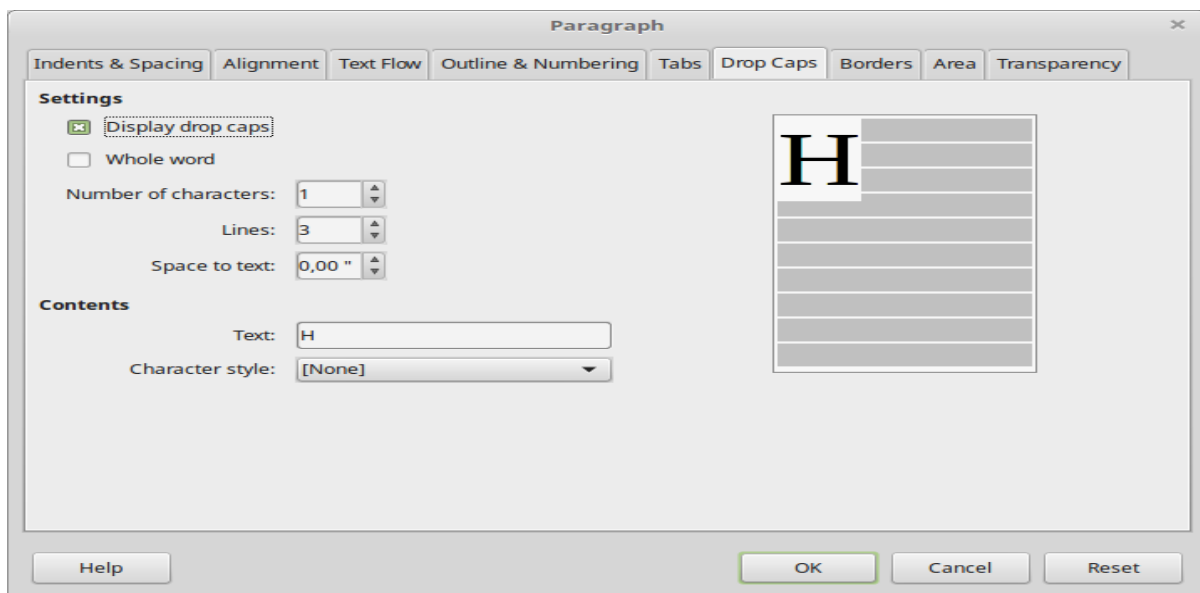 Paragraph
Indents & Spacing Alignment Text Flow Outline & Numbering Tabs Drop Caps Borders Area Transparency
Settings
Display drop caps
Whole word
Number of characters: 1
Lines: 3
Space to text: 0,00 "
Contents
Text: H
Character style: [None]
H
Help OK Cancel Reset